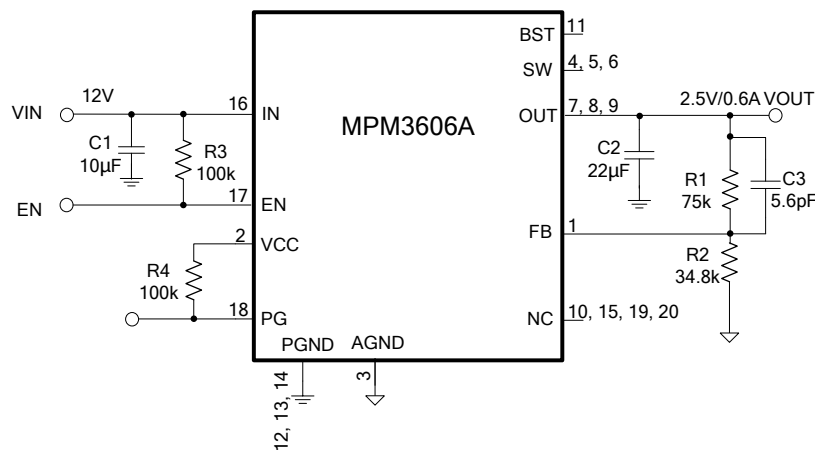 BST
11
SW
4, 5, 6
VIN
12V
16
IN
MPM3606A
OUT
7, 8, 9
2.5V/0.6A VOUT
C1
10µF
R3
100k
C2
22µF
R1
75k
C3
5.6pF
EN
17
EN
2
VCC
FB
1
R2
34.8k
R4
100k
18
PG
NC
10, 15, 19, 20
PGND
AGND
12, 13, 14
3